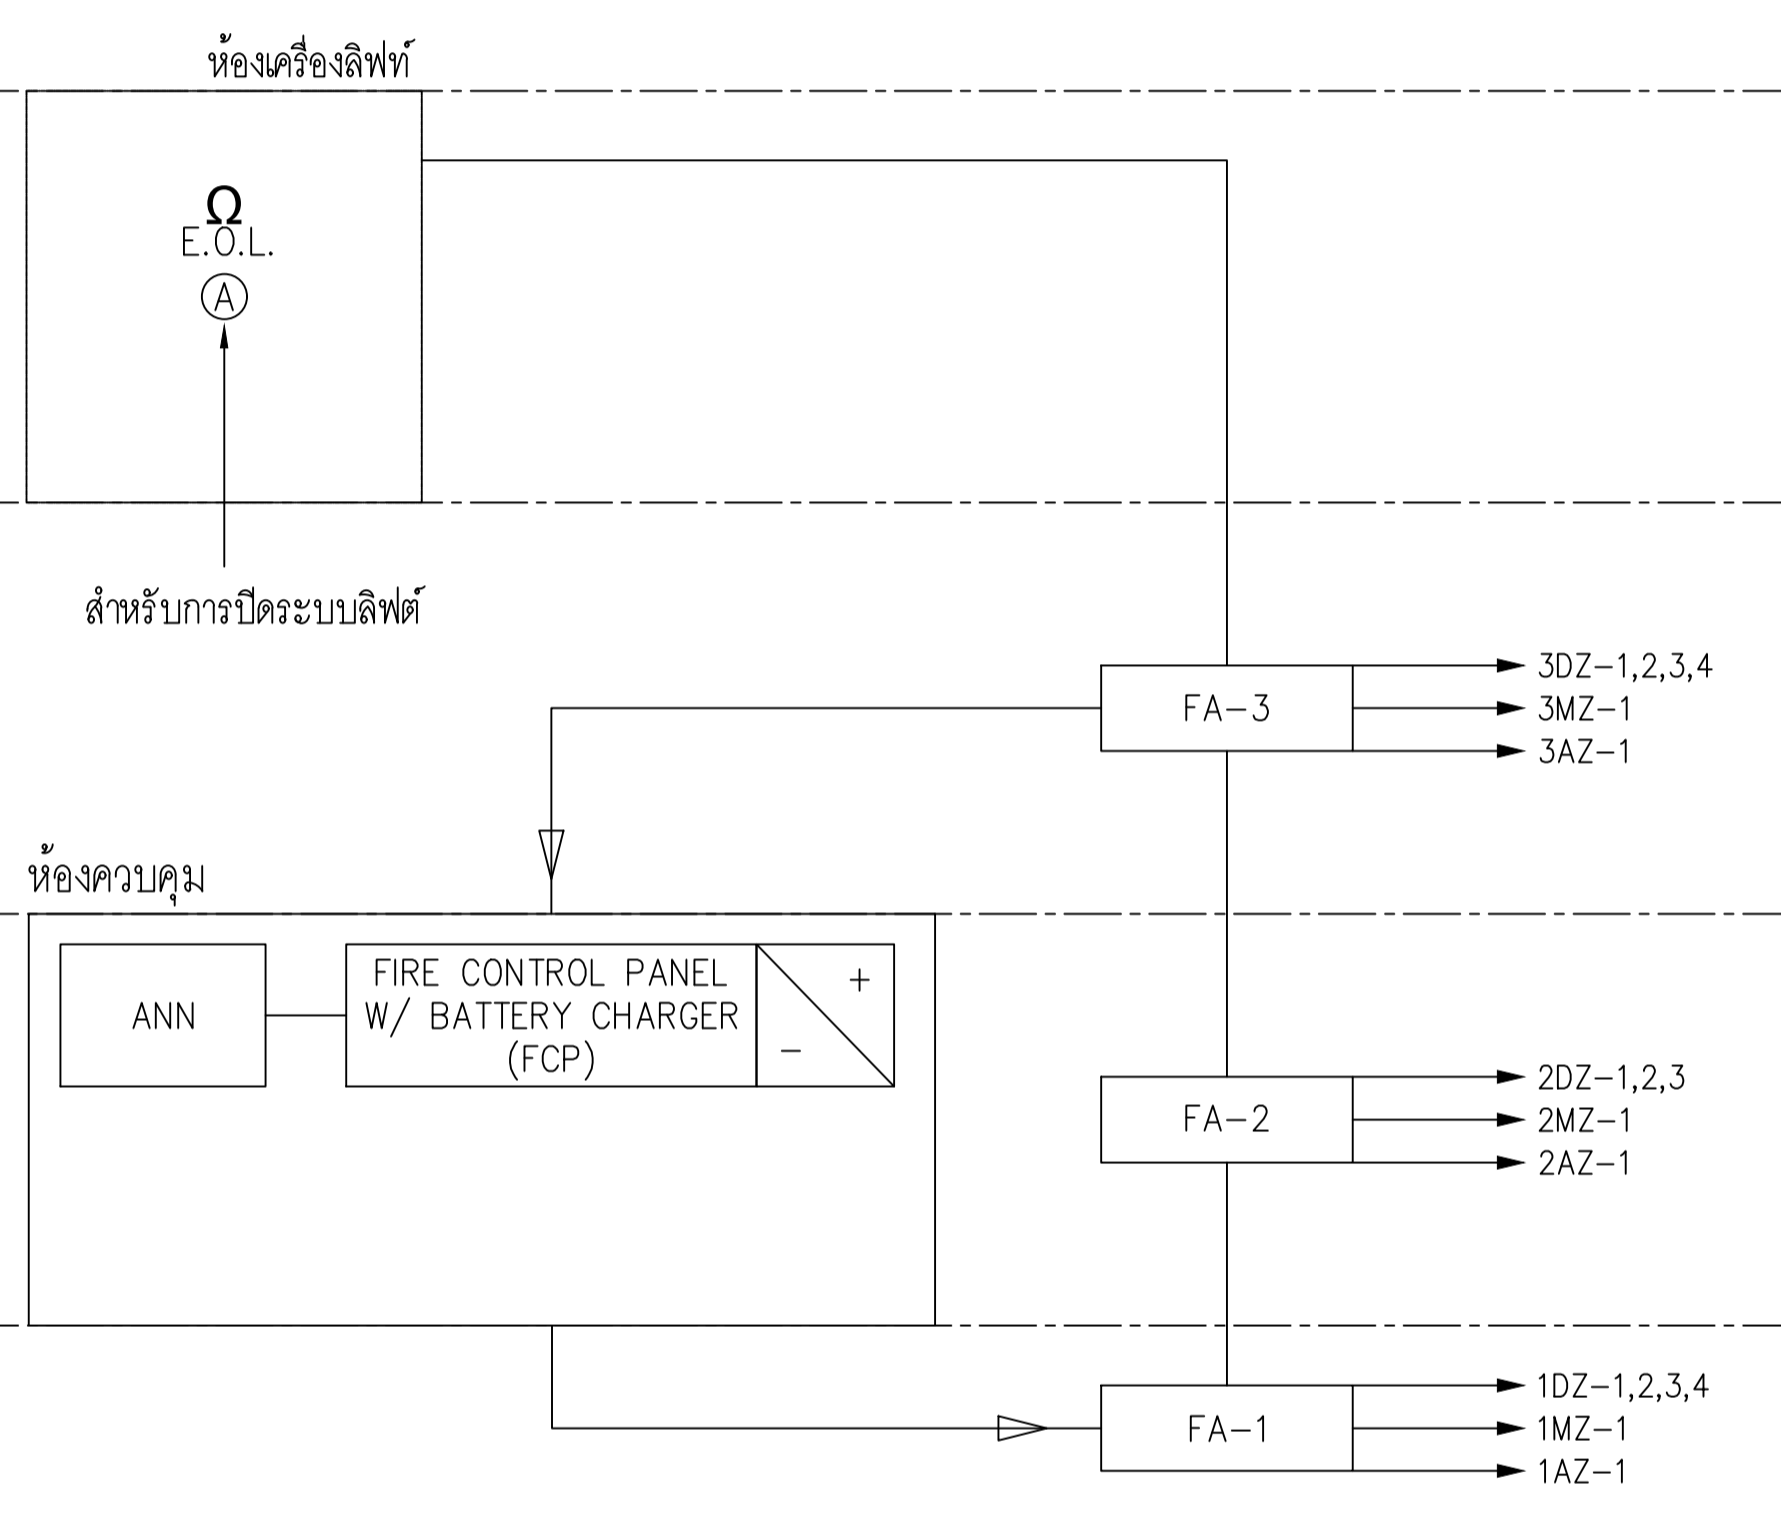 ห้องเครื่องลิฟท์
Ω
E.O.L.
A
สำหรับการปิดระบบลิฟต์
FA-3
3DZ-1,2,3,4
3MZ-1
3AZ-1
ห้องควบคุม
ANN
FIRE CONTROL PANEL
W/ BATTERY CHARGER
(FCP)
+
-
FA-2
2DZ-1,2,3
2MZ-1
2AZ-1
FA-1
1DZ-1,2,3,4
1MZ-1
1AZ-1